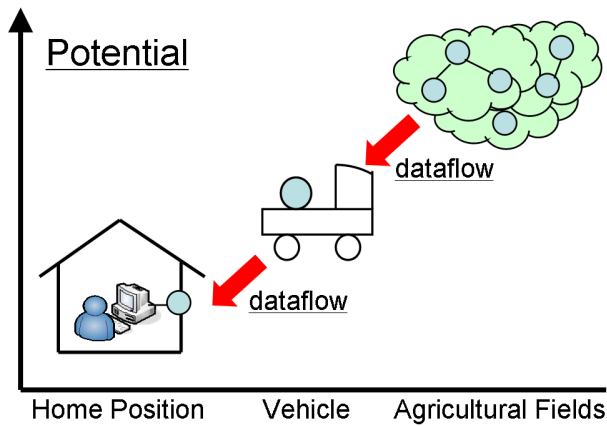 Potential
dataflow
dataflow
Home Position
Vehicle
Agricultural Fields